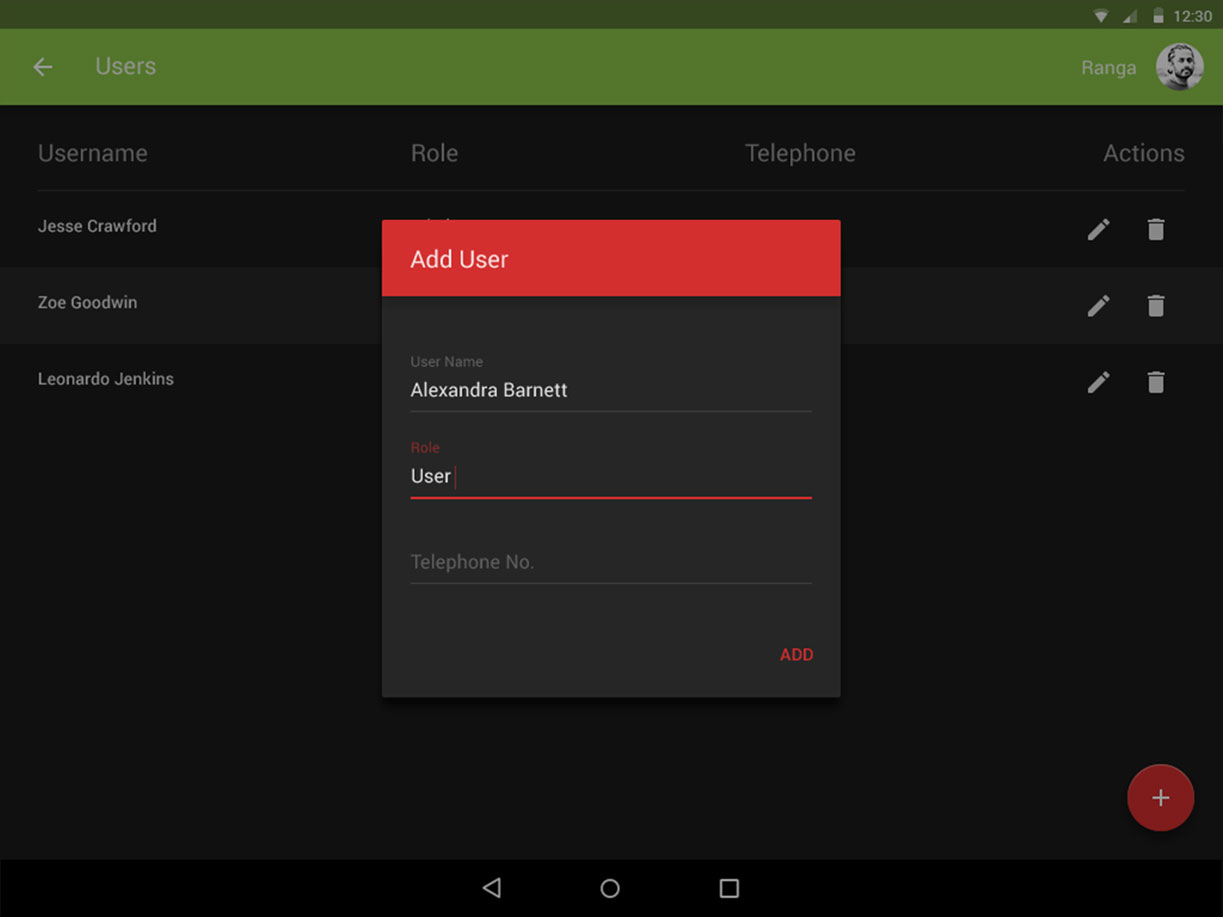 12:30
Users
Ranga
Username Role Telephone Actions
Jesse Crawford
Add User
Zoe Goodwin
User Name
Leonardo Jenkins
Alexandra Barnett
Role
User
Telephone No.
ADD